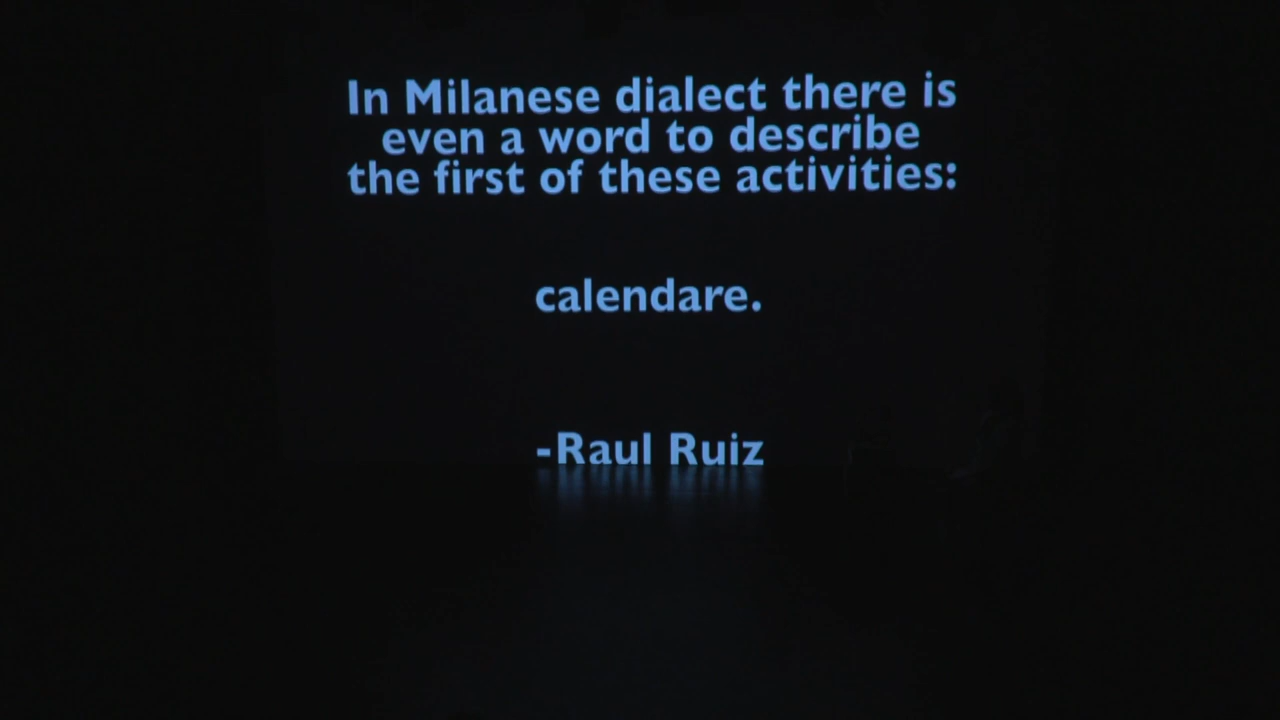 In Milanese dialect there is
even a word to describe
the first of these activities:
calendare.
-Raul Ruiz